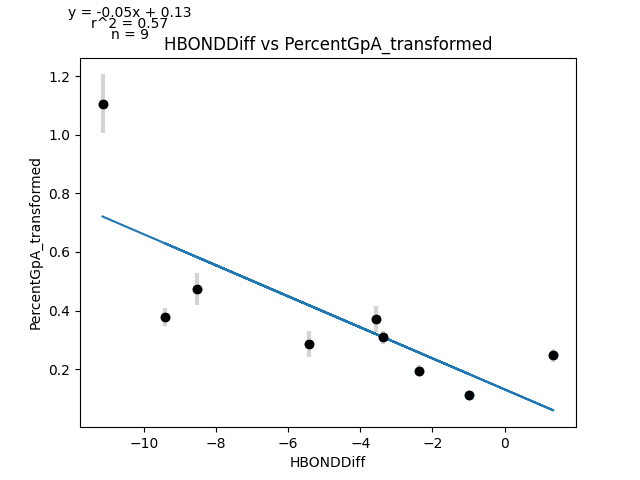 y = -0.05x + 0.13
r^2 = 0.57
n = 9
HBONDDiff vs PercentGpA_transformed
PercentGpA_transformed
1.2
1.0
0.8
0.6
0.4
0.2
−10 −8 −6 −4 −2 0
HBONDDiff